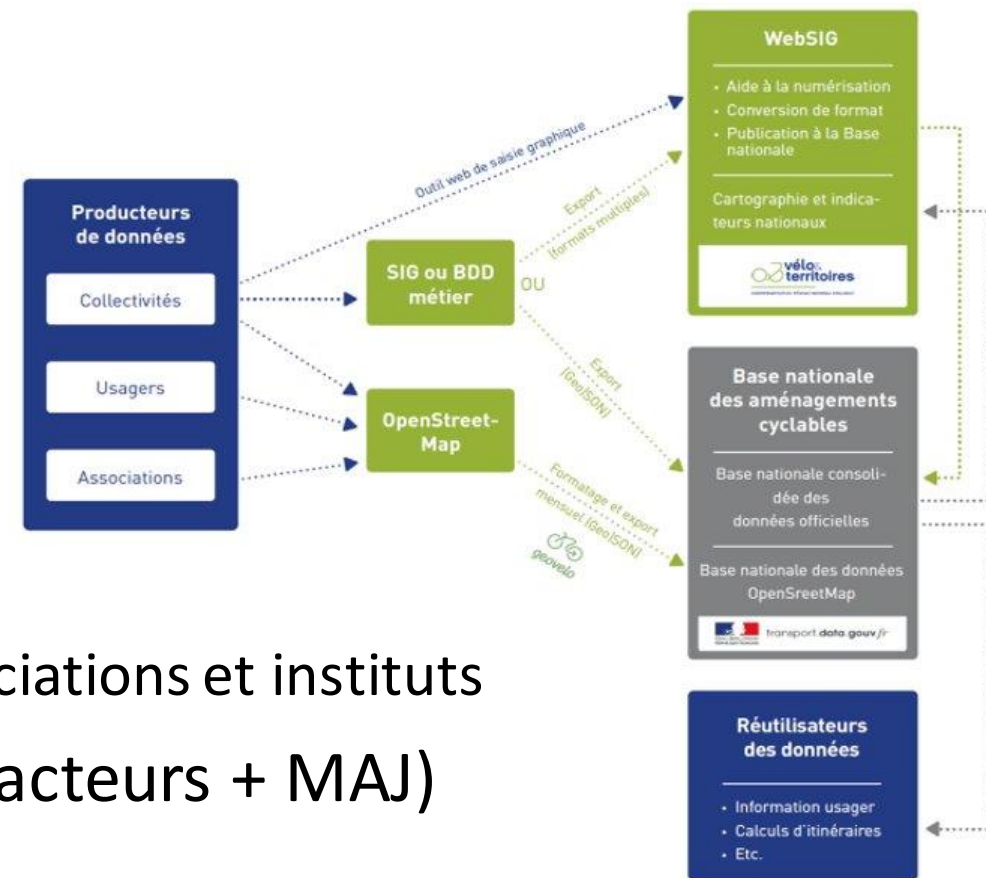 Producteurs
de données
Collectivités
Usagers
Associations
Outil web de saisie graphique
SIG ou BDD
métier
OpenStreet-
Map
Export
(formats multiples)
OU
Export
(GeoJSON)
Formatage et export
mensuel (GeoJSON)
geovelo
WebSIG
• Aide à la numérisation
• Conversion de format
• Publication à la Base
nationale
Cartographie et indica-
teurs nationaux
vélo &
territoires
Base nationale
des aménagements
cyclables
Base nationale consoli-
dée des
données officielles
Base nationale des données
OpenSreetMap
transport.data.gouv.fr
Réutilisateurs
des données
• Information usager
• Calculs d'itinéraires
• Etc.
ciations et instituts
acteurs + MAJ)